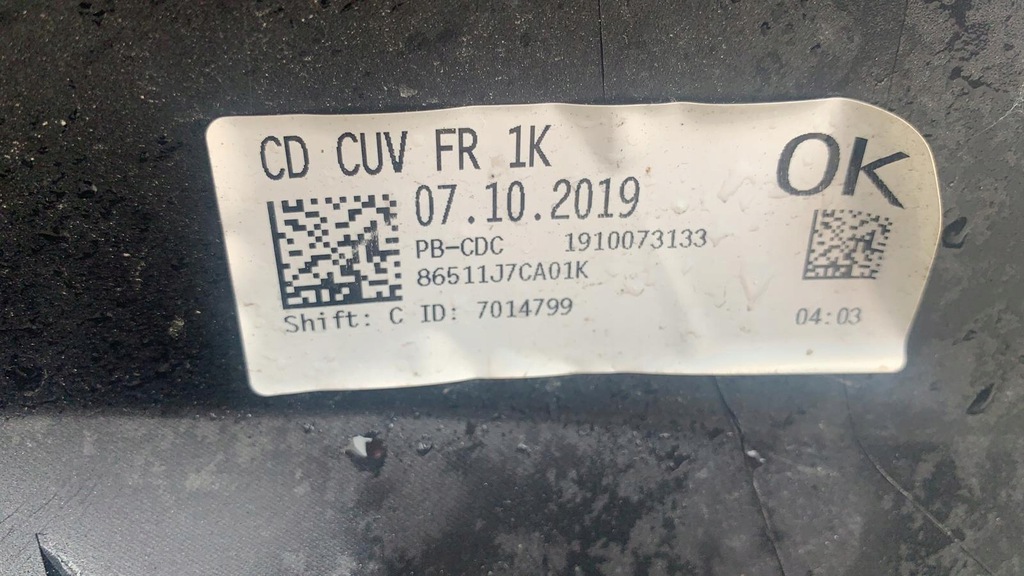 CD CUV FR 1K
OK
07.10.2019
PB-CDC 1910073133
86511J7CA01K
Shift: C ID: 7014799
04:03